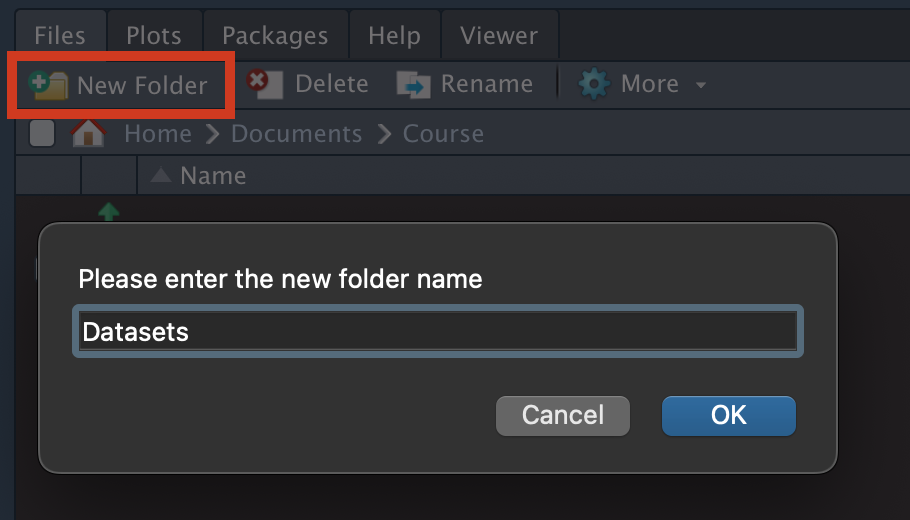 Files Plots Packages Help Viewer
New Folder Delete Rename More
Home Documents Course
Name
Please enter the new folder name
Datasets
Cancel OK